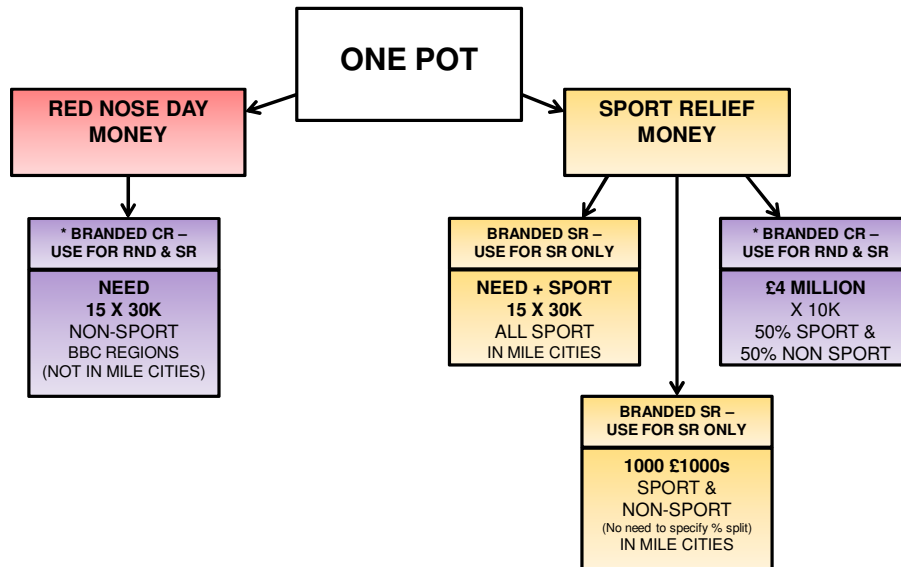 ONE POT
RED NOSE DAY
MONEY
SPORT RELIEF
MONEY
* BRANDED CR –
USE FOR RND & SR
NEED
15 X 30K
NON-SPORT
BBC REGIONS
(NOT IN MILE CITIES)
BRANDED SR –
USE FOR SR ONLY
NEED + SPORT
15 X 30K
ALL SPORT
IN MILE CITIES
* BRANDED CR –
USE FOR RND & SR
£4 MILLION
X 10K
50% SPORT &
50% NON SPORT
BRANDED SR –
USE FOR SR ONLY
1000 £1000s
SPORT &
NON-SPORT
(No need to specify % split)
IN MILE CITIES